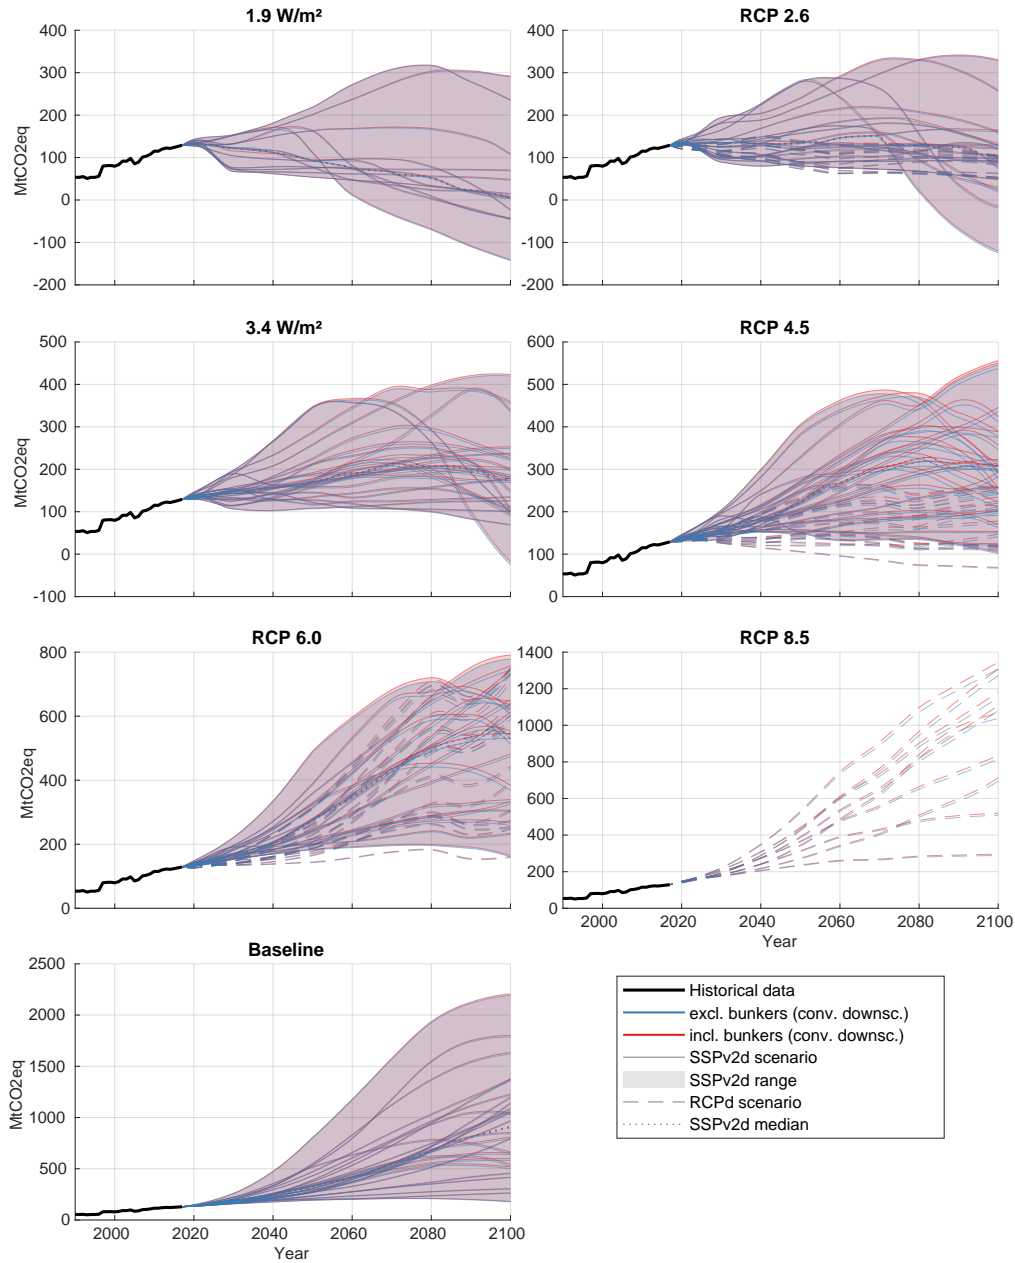 1.9 W/m²
400
300
200
100
0
-100
-200
MtCO2eq
RCP 2.6
400
300
200
100
0
-100
-200
3.4 W/m²
500
400
300
200
100
0
-100
MtCO2eq
RCP 4.5
600
500
400
300
200
100
0
RCP 6.0
800
600
400
200
0
MtCO2eq
RCP 8.5
1400
1200
1000
800
600
400
200
0
2000 2020 2040 2060 2080 2100
Year
Baseline
2500
2000
1500
1000
500
0
MtCO2eq
2000 2020 2040 2060 2080 2100
Year
Historical data
excl. bunkers (conv. downsc.)
incl. bunkers (conv. downsc.)
SSPv2d scenario
SSPv2d range
RCPd scenario
SSPv2d median